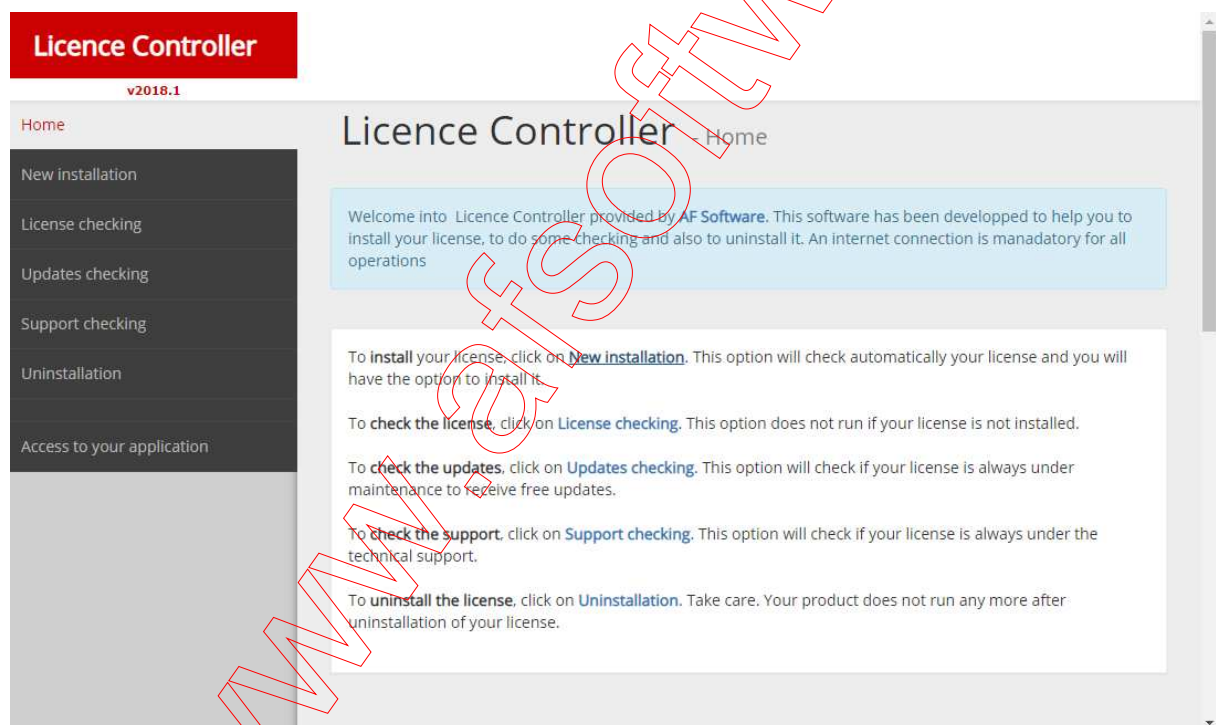 Licence Controller
v2018.1
Home
New installation
License checking
Updates checking
Support checking
Uninstallation
Access to your application
Licence Controller - Home
Welcome into Licence Controller provided by AF Software. This software has been developped to help you to
install your license, to do some checking and also to uninstall it. An internet connection is manadatory for all
operations
To install your license, click on New installation. This option will check automatically your license and you will
have the option to install it.
To check the license, click on License checking. This option does not run if your license is not installed.
To check the updates, click on Updates checking. This option will check if your license is always under
maintenance to receive free updates.
To check the support, click on Support checking. This option will check if your license is always under the
technical support.
To uninstall the license, click on Uninstallation. Take care. Your product does not run any more after
uninstallation of your license.
ww.afsoftw